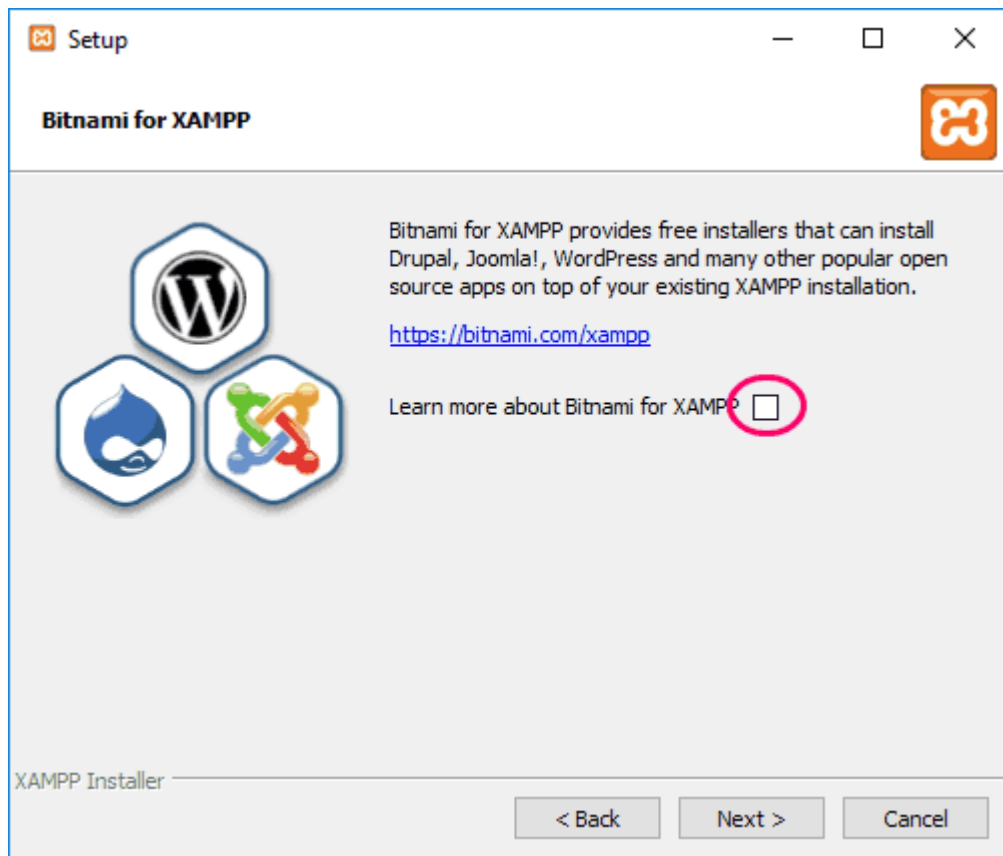 Setup
Bitnami for XAMPP
Bitnami for XAMPP provides free installers that can install
Drupal, Joomla!, WordPress and many other popular open
source apps on top of your existing XAMPP installation.
https://bitnami.com/xampp
Learn more about Bitnami for XAMPP
XAMPP Installer
< Back
Next >
Cancel